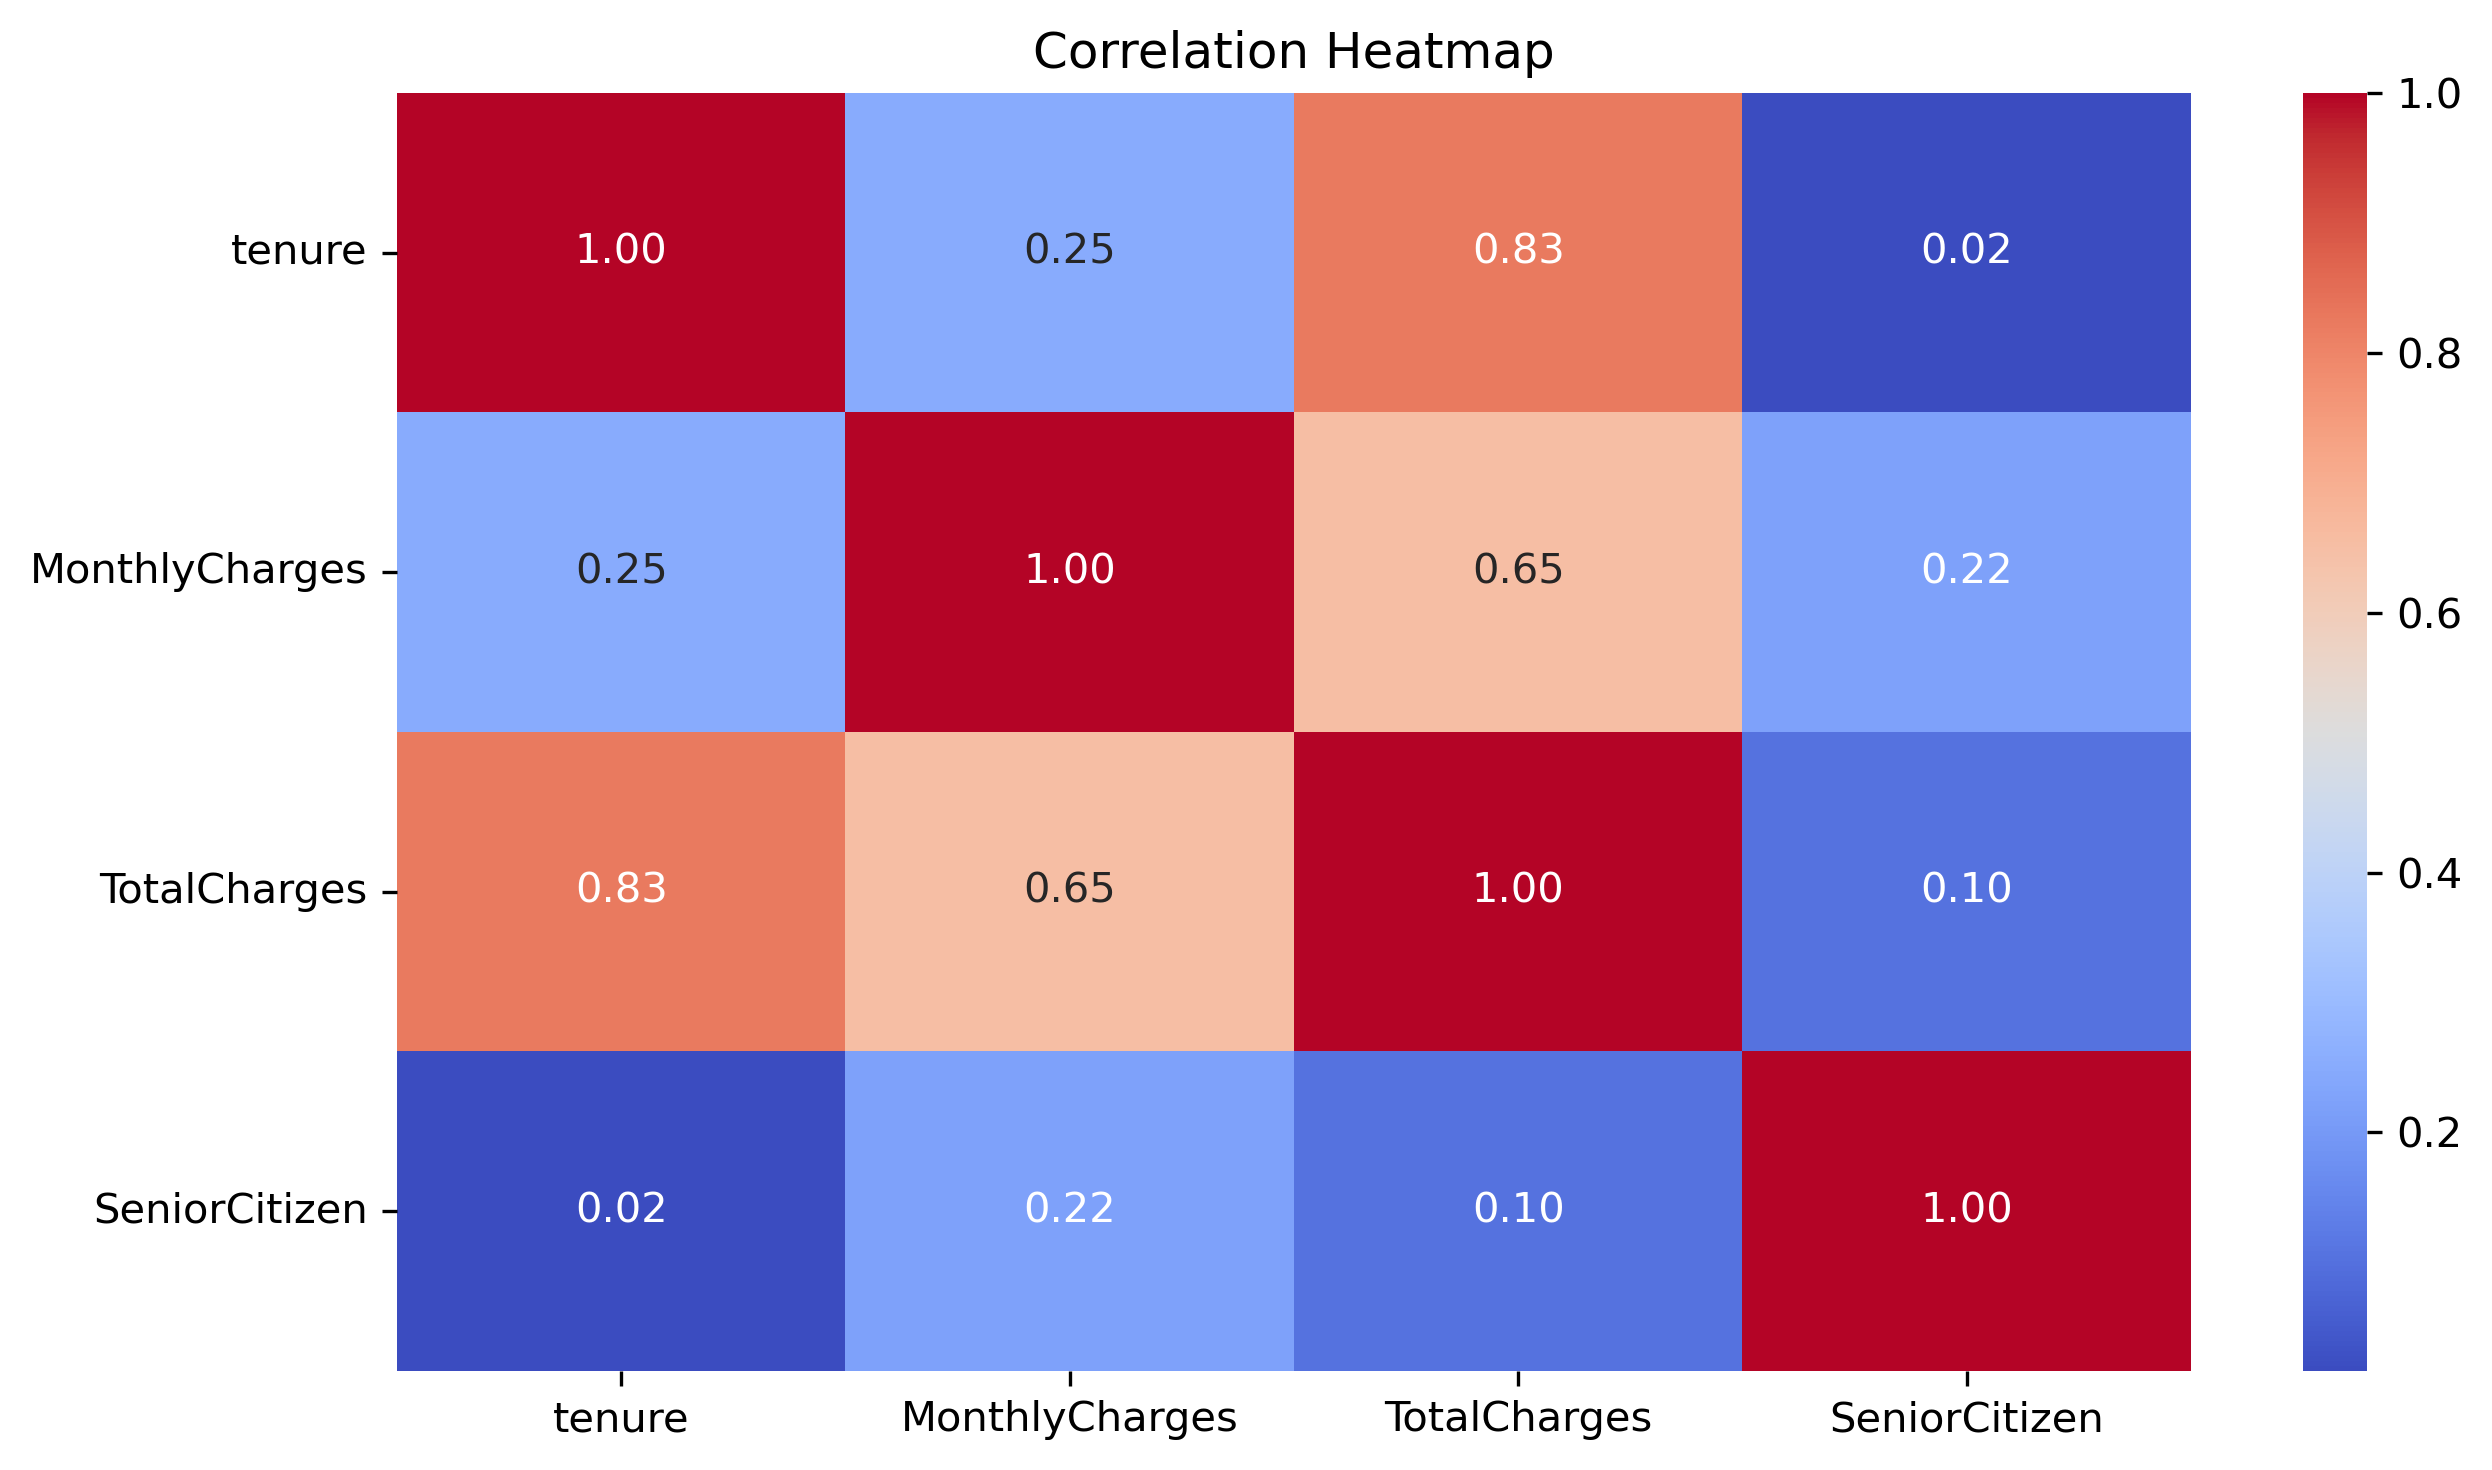 Correlation Heatmap
tenure 1.00 0.25 0.83 0.02
MonthlyCharges 0.25 1.00 0.65 0.22
TotalCharges 0.83 0.65 1.00 0.10
SeniorCitizen 0.02 0.22 0.10 1.00
tenure MonthlyCharges TotalCharges SeniorCitizen
1.0
0.8
0.6
0.4
0.2